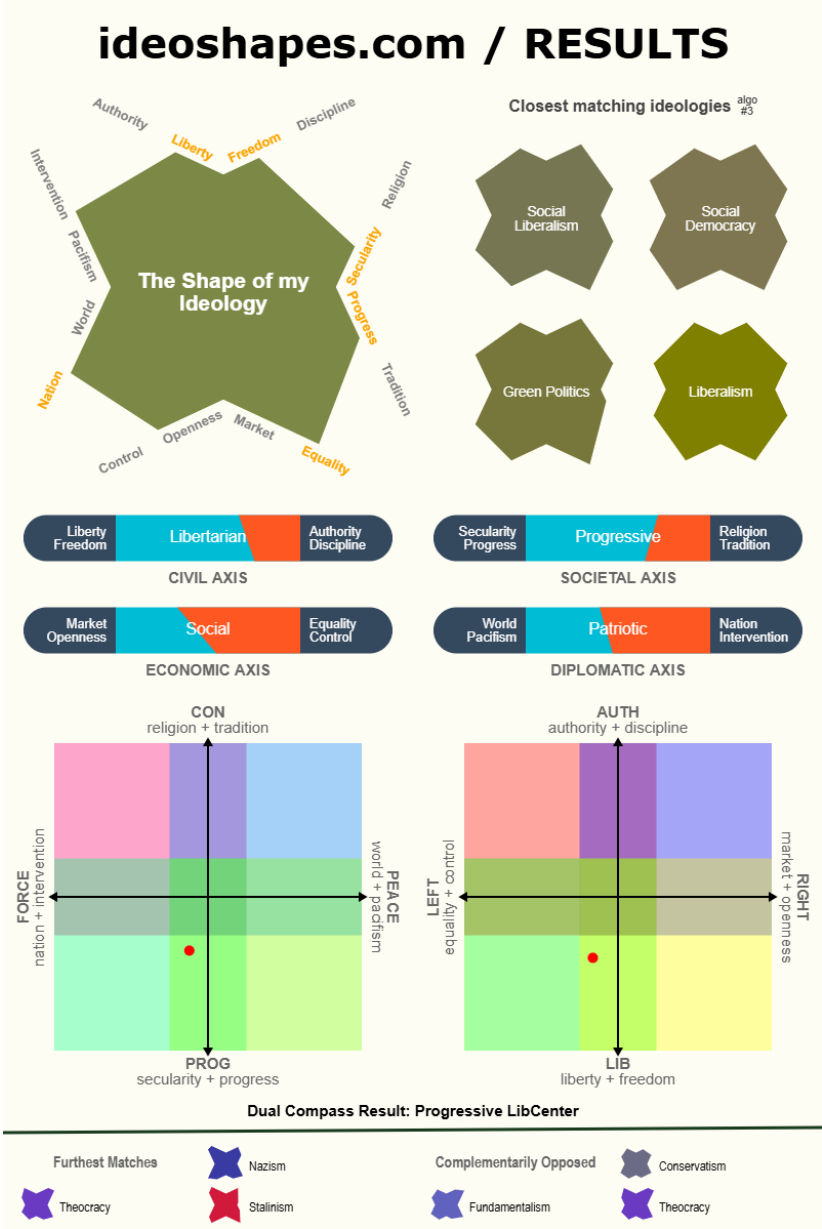 ideoshapes.com / RESULTS
Authority
Liberty
Freedom
Discipline
Intervention
Pacifism
World
Nation
Religion
Secularity
Progress
Tradition
Control
Openness
Market
Equality
The Shape of my
Ideology
Closest matching ideologies
algo
#3
Social
Liberalism
Social
Democracy
Green Politics
Liberalism
Liberty
Freedom
Libertarian
Authority
Discipline
CIVIL AXIS
Secularity
Progress
Progressive
Religion
Tradition
SOCIETAL AXIS
Market
Openness
Social
Equality
Control
ECONOMIC AXIS
World
Pacifism
Patriotic
Nation
Intervention
DIPLOMATIC AXIS
CON
religion + tradition
FORCE
nation + intervention
PEACE
world + pacifism
PROG
secularity + progress
AUTH
authority + discipline
LEFT
equality + control
RIGHT
market + openness
LIB
liberty + freedom
Dual Compass Result: Progressive LibCenter
Furthest Matches
Nazism
Theocracy
Stalinism
Complementarily Opposed
Conservatism
Fundamentalism
Theocracy